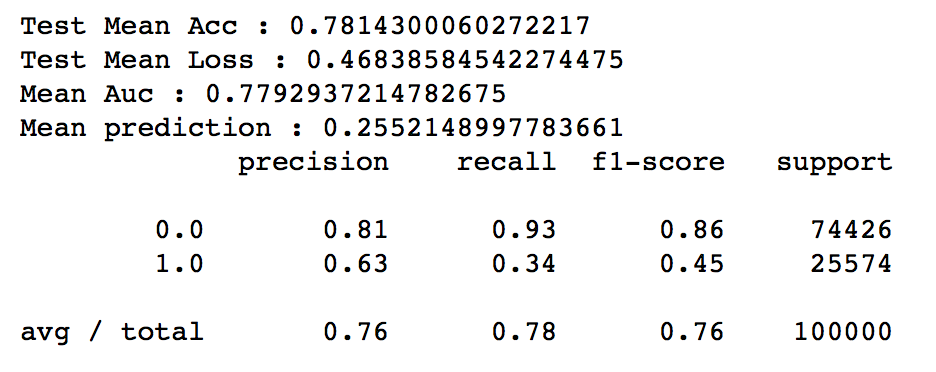 Test Mean Acc : 0.7814300060272217
Test Mean Loss : 0.46838584542274475
Mean Auc : 0.7792937214782675
Mean prediction : 0.2552148997783661
precision recall f1-score support
0.0 0.81 0.93 0.86 74426
1.0 0.63 0.34 0.45 25574
avg / total 0.76 0.78 0.76 100000